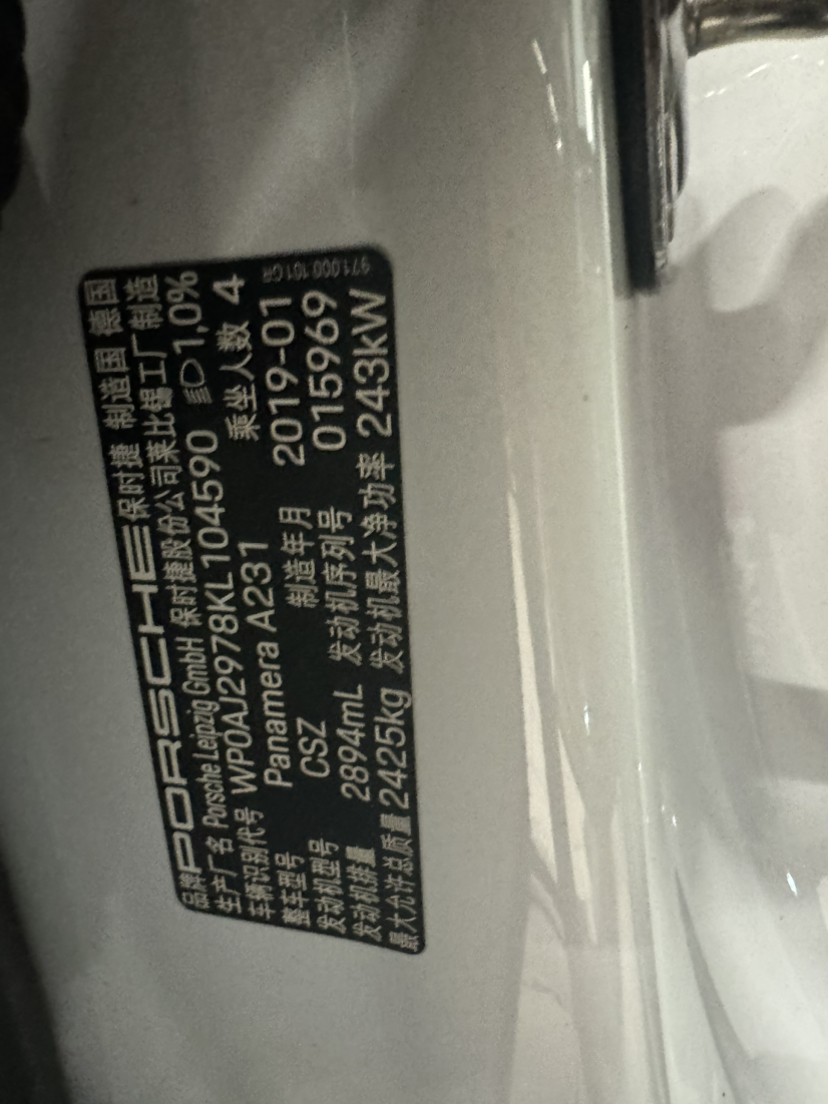 品牌 PORSCHE 保时捷 制造国 德国
生产厂名 Porsche Leipzig GmbH 保时捷股份公司莱比锡工厂制造
车辆识别代号 WP0AJ2978KL104590 1,0%
整车型号 Panamera A231 乘坐人数 4
发动机型号 CSZ 制造年月 2019-01
发动机排量 2894mL 发动机序列号 015969
最大允许总质量 2425kg 发动机最大净功率 243kW
971.000.101GR